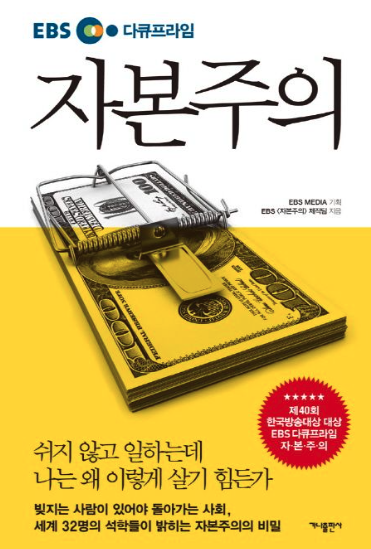 EBS 다큐프라임
자본주의
EBS MEDIA 기획
EBS 〈자본주의〉 제작팀 지음
100
쉬지 않고 일하는데
나는 왜 이렇게 살기 힘든가
빚지는 사람이 있어야 돌아가는 사회,
세계 32명의 석학들이 밝히는 자본주의의 비밀
★★★★★
제40회
한국방송대상 대상
EBS 다큐프라임
자·본·주·의
가나출판사